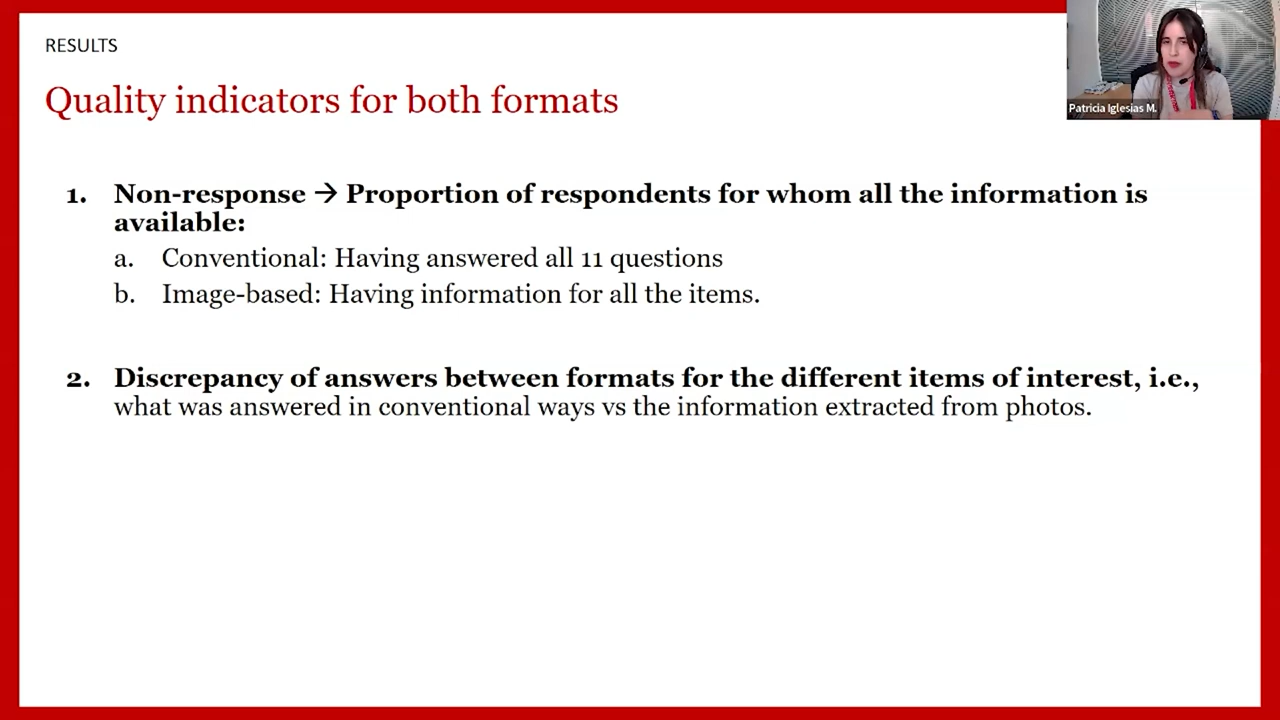 RESULTS
Patricia Iglesias M.
Quality indicators for both formats
1. Non-response → Proportion of respondents for whom all the information is
available:
a. Conventional: Having answered all 11 questions
b. Image-based: Having information for all the items.
2. Discrepancy of answers between formats for the different items of interest, i.e.,
what was answered in conventional ways vs the information extracted from photos.